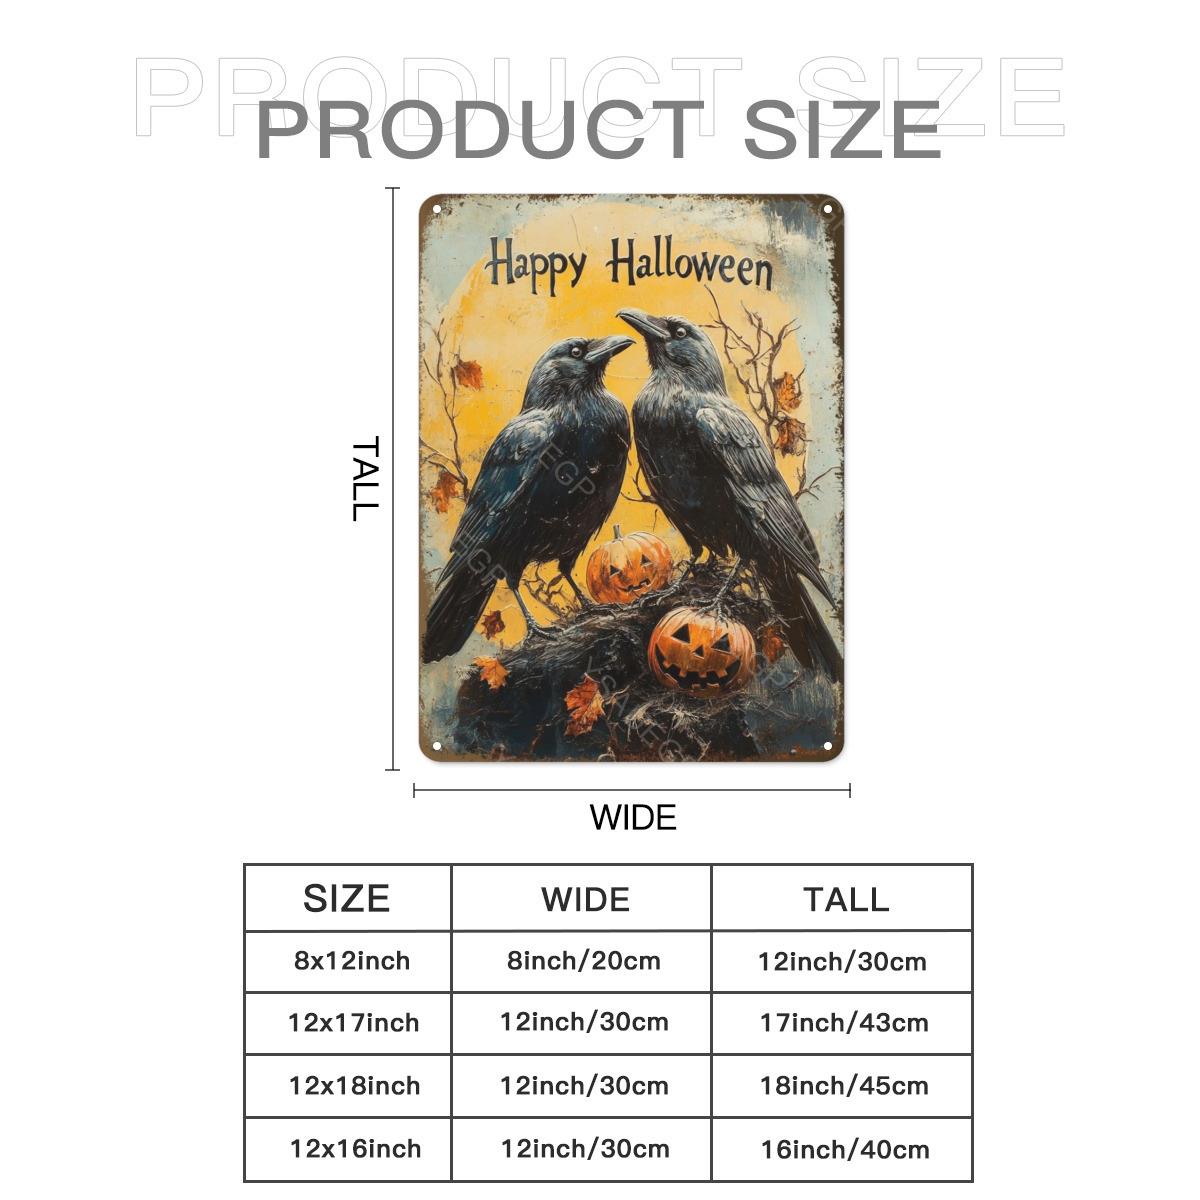 PRODUCT SIZE
PRODUCT SIZE
Happy Halloween
TALL
WIDE
SIZE WIDE TALL
8x12inch 8inch/20cm 12inch/30cm
12x17inch 12inch/30cm 17inch/43cm
12x18inch 12inch/30cm 18inch/45cm
12x16inch 12inch/30cm 16inch/40cm